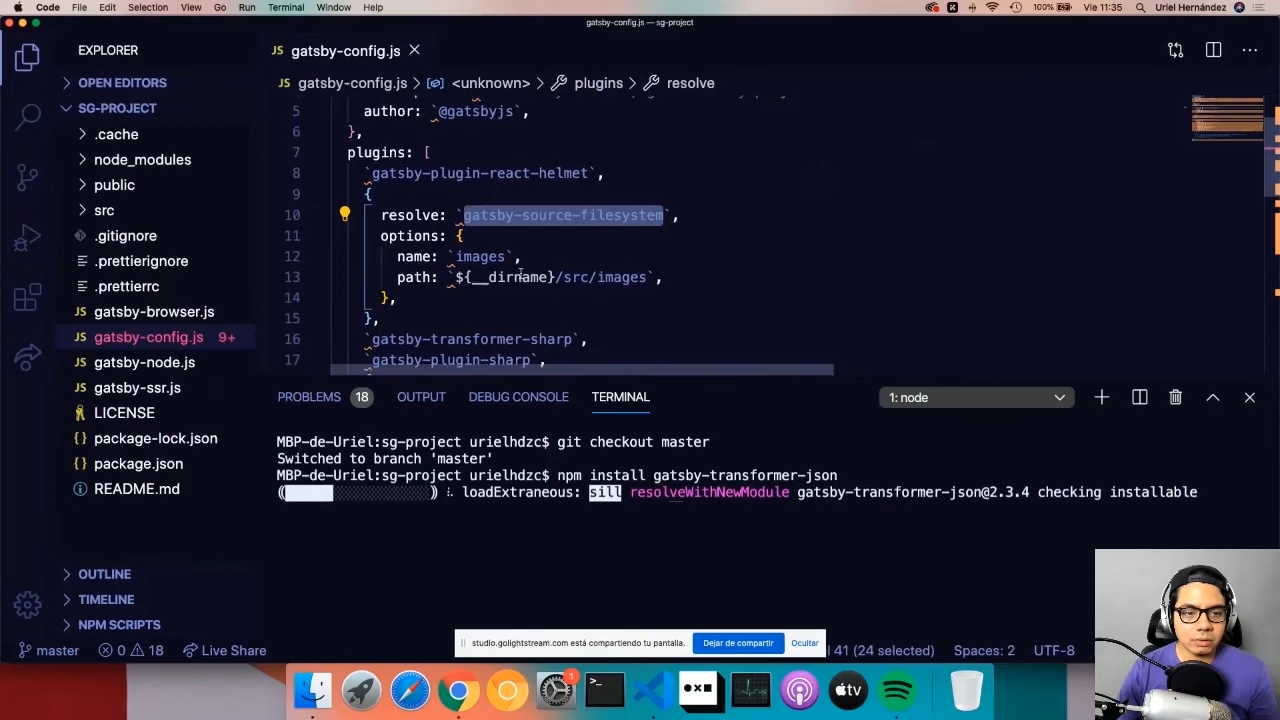 Code File Edit Selection View Go Run Terminal Window Help
100% Vie 11:35 Uriel Hernández
gatsby-config.js — sg-project
EXPLORER
OPEN EDITORS
SG-PROJECT
.cache
node_modules
public
src
.gitignore
.prettierignore
.prettierrc
JS gatsby-browser.js
JS gatsby-config.js 9+
JS gatsby-node.js
JS gatsby-ssr.js
LICENSE
{} package-lock.json
{} package.json
README.md
OUTLINE
TIMELINE
NPM SCRIPTS
JS gatsby-config.js
JS gatsby-config.js > <unknown> > plugins > resolve
5 author: `@gatsbyjs`,
6 },
7 plugins: [
8 `gatsby-plugin-react-helmet`,
9 {
10 resolve: `gatsby-source-filesystem`,
11 options: {
12 name: `images`,
13 path: `${__dirname}/src/images`,
14 },
15 },
16 `gatsby-transformer-sharp`,
17 `gatsby-plugin-sharp`,
PROBLEMS 18 OUTPUT DEBUG CONSOLE TERMINAL 1: node
MBP-de-Uriel:sg-project urielhdzc$ git checkout master
Switched to branch 'master'
MBP-de-Uriel:sg-project urielhdzc$ npm install gatsby-transformer-json
loadExtraneous: sill resolveWithNewModule gatsby-transformer-json@2.3.4 checking installable
studio.golightstream.com está compartiendo tu pantalla. Dejar de compartir Ocultar
master 0 18 Live Share 41 (24 selected) Spaces: 2 UTF-8
tv
1